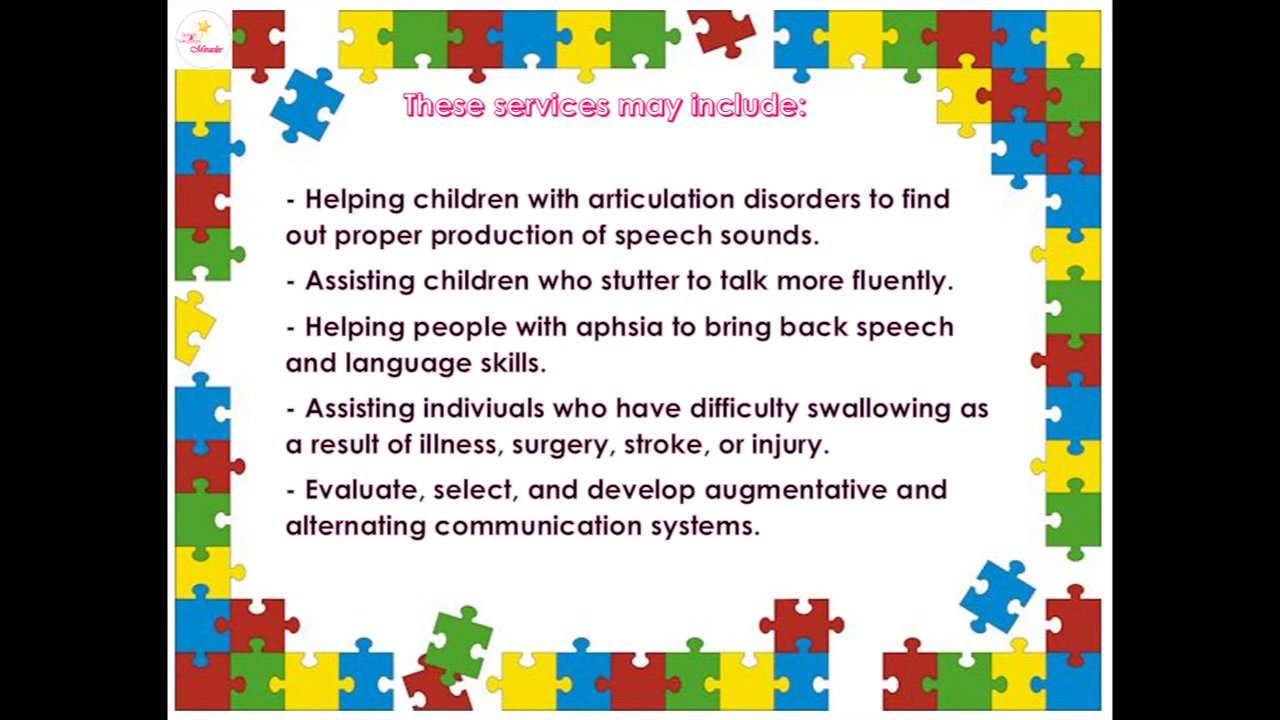 Miracles
These services may include:
- Helping children with articulation disorders to find
out proper production of speech sounds.
- Assisting children who stutter to talk more fluently.
- Helping people with aphsia to bring back speech
and language skills.
- Assisting indiviuals who have difficulty swallowing as
a result of illness, surgery, stroke, or injury.
- Evaluate, select, and develop augmentative and
alternating communication systems.